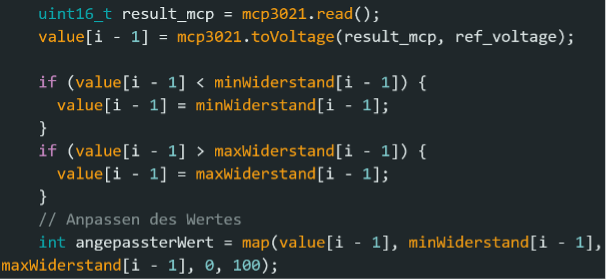 uint16_t result_mcp = mcp3021.read();
value[i - 1] = mcp3021.toVoltage(result_mcp, ref_voltage);
if (value[i - 1] < minWiderstand[i - 1]) {
value[i - 1] = minWiderstand[i - 1];
}
if (value[i - 1] > maxWiderstand[i - 1]) {
value[i - 1] = maxWiderstand[i - 1];
}
// Anpassen des Wertes
int angepassterWert = map(value[i - 1], minWiderstand[i - 1],
maxWiderstand[i - 1], 0, 100);